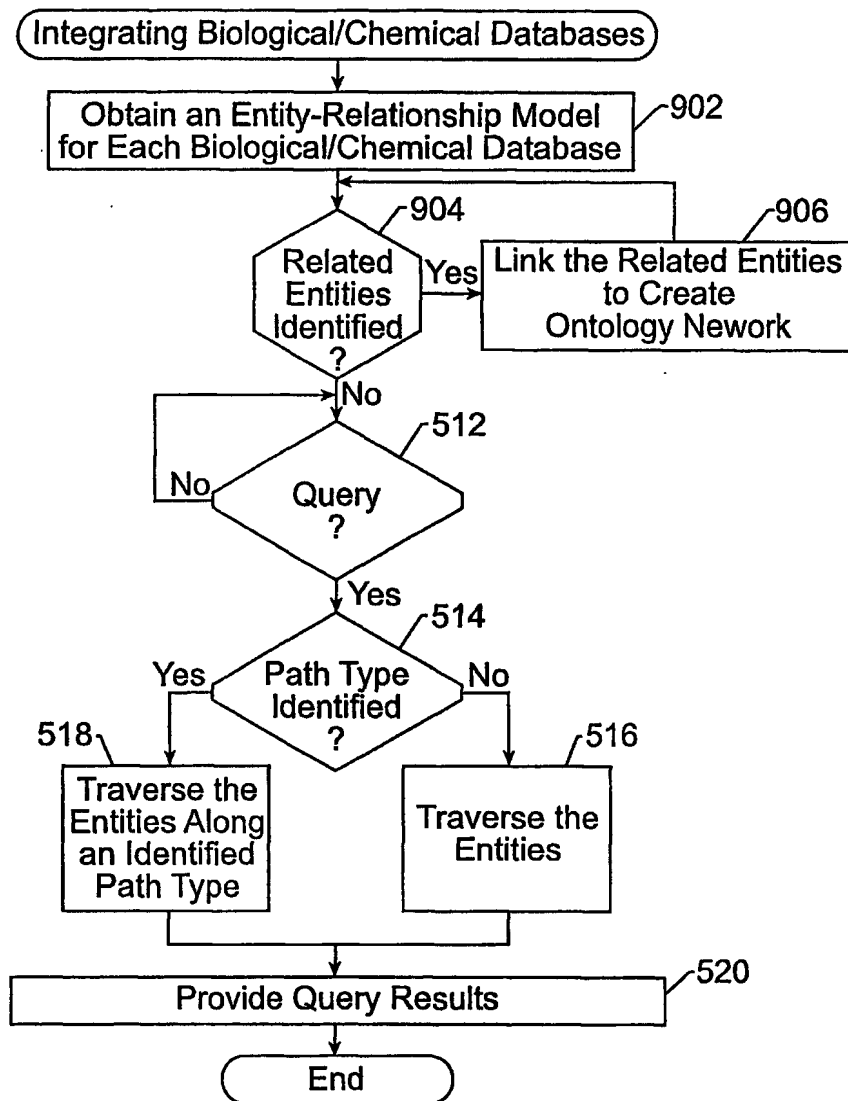 Integrating Biological/Chemical Databases
Obtain an Entity-Relationship Model
for Each Biological/Chemical Database
902
904
906
Related
Entities
Identified
?
Yes
Link the Related Entities
to Create
Ontology Nework
No
512
No
Query
?
Yes
514
Yes
Path Type
Identified
?
No
518
516
Traverse the
Entities Along
an Identified
Path Type
Traverse the
Entities
520
Provide Query Results
End